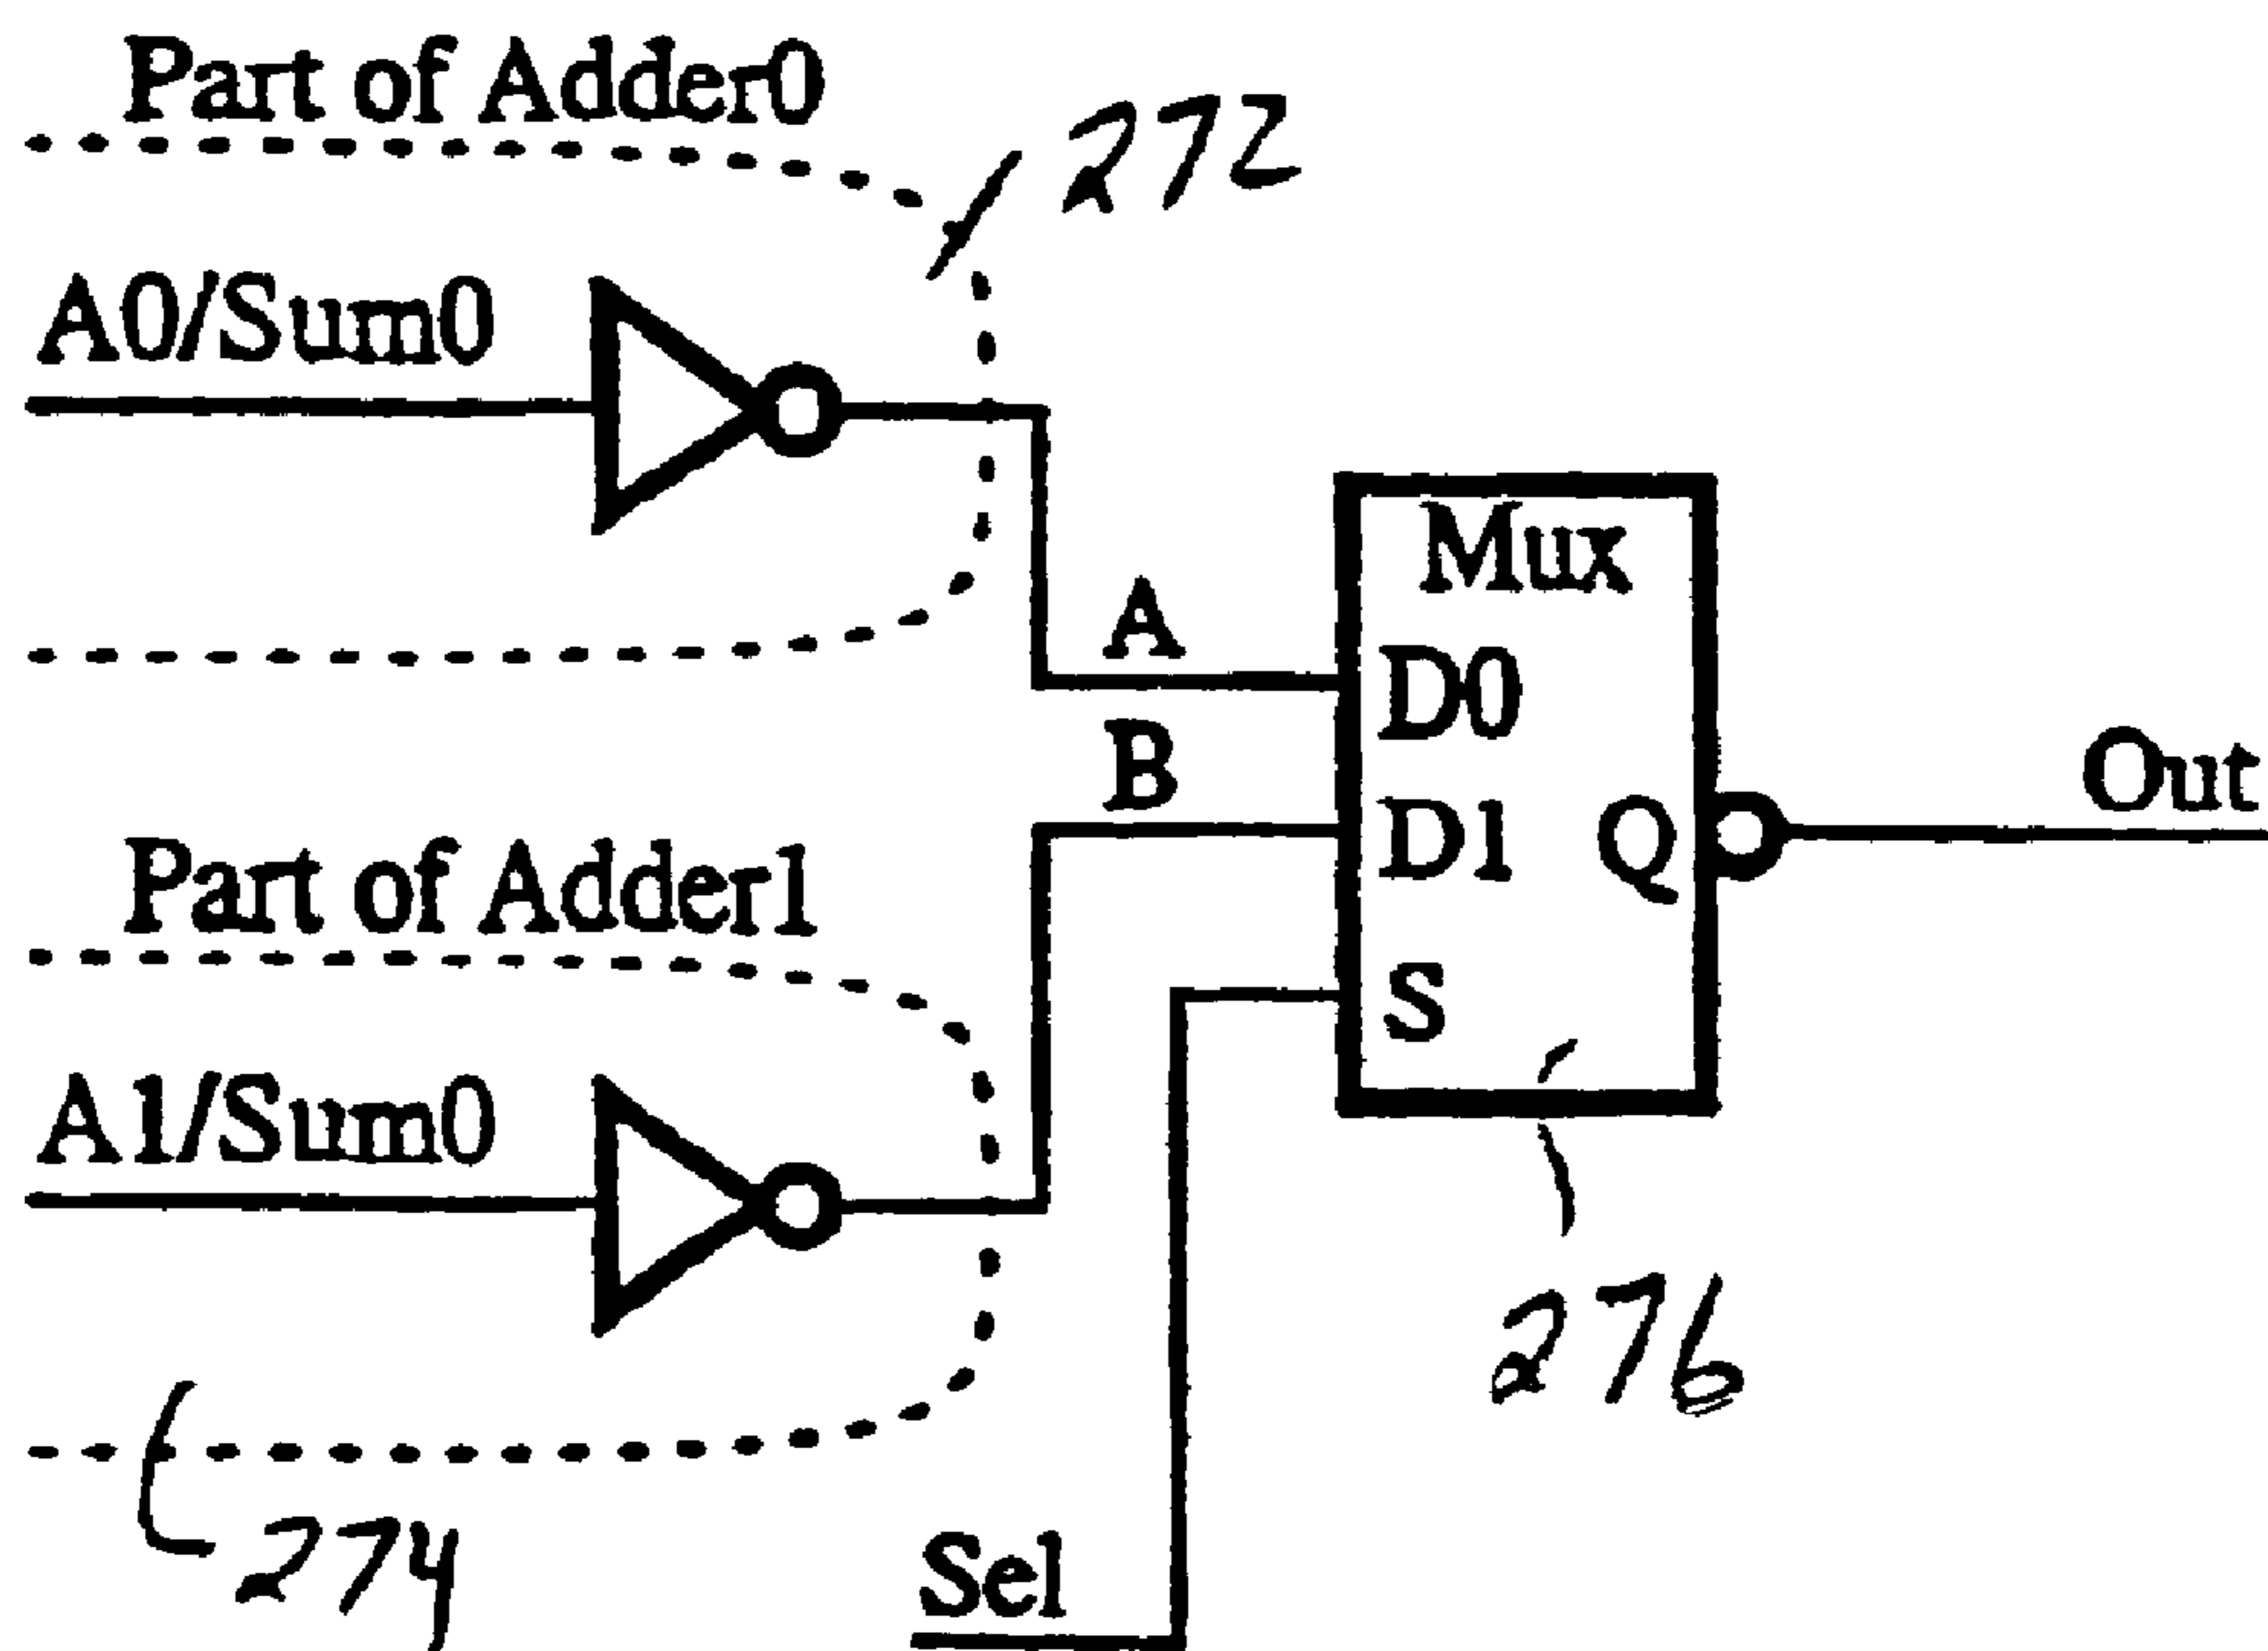 Part of Adder0
272
A0/Sum0
Mux
A
D0
B
Out
D1 Q
Part of Adder1
S
A1/Sum0
276
274
Sel